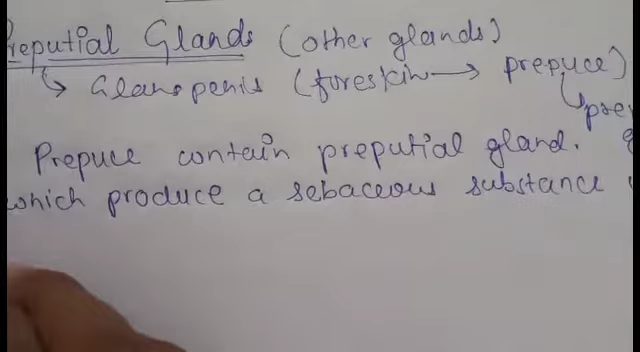 Preputial Glands (other glands)
↳ Glans penis (foreskin → prepuce)
Prepuce contain preputial gland.
which produce a sebaceous substance